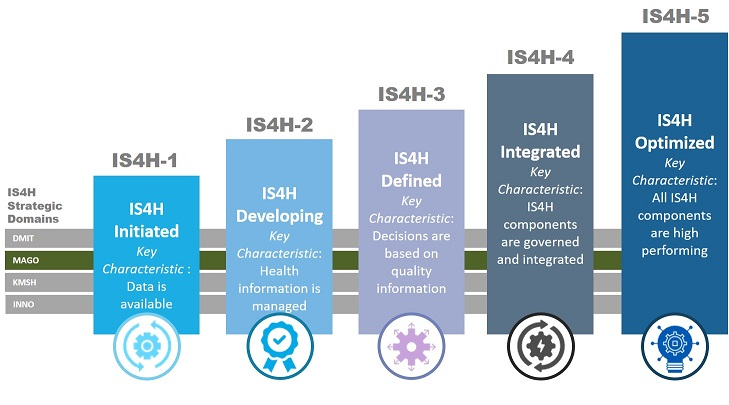 IS4H-1
IS4H-2
IS4H-3
IS4H-4
IS4H-5
IS4H
Strategic
Domains
DMIT
MAGO
KMSH
INNO
IS4H
Initiated
Key
Characteristic :
Data is
available
IS4H
Developing
Key
Characteristic:
Health
information is
managed
IS4H
Defined
Key
Characteristic:
Decisions are
based on
quality
information
IS4H
Integrated
Key
Characteristic:
IS4H
components
are governed
and integrated
IS4H
Optimized
Key
Characteristic:
All IS4H
components
are high
performing